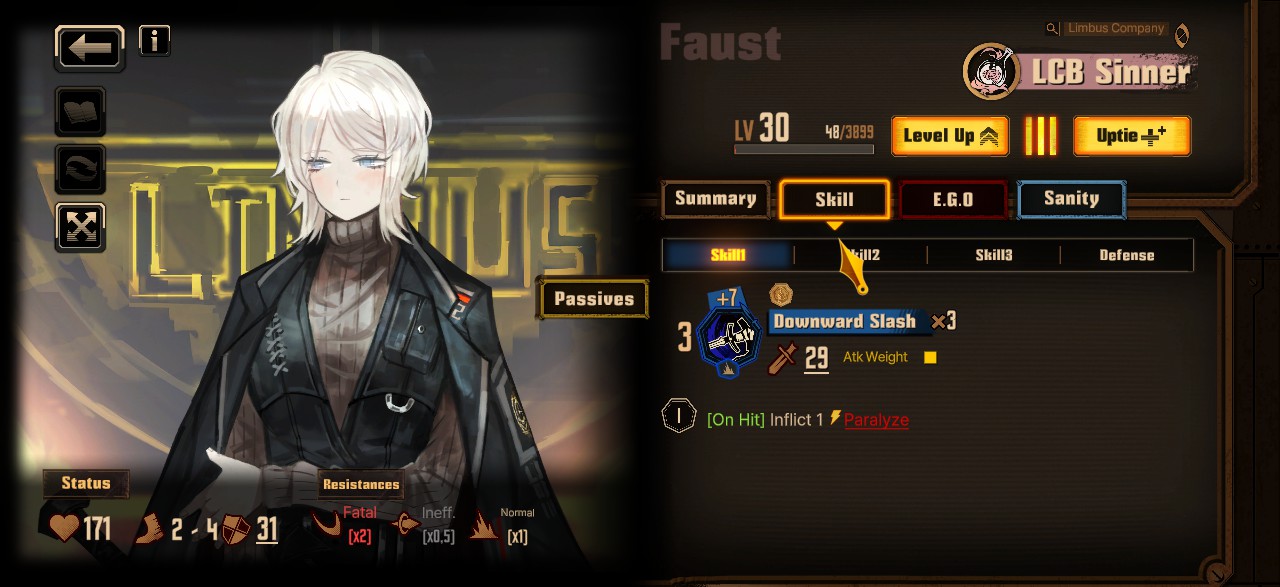 Faust
Limbus Company
LCB Sinner
LV 30
48/3099
Level Up
Uptie
Summary
Skill
E.G.O
Sanity
Skill1
Skill3
Defense
Passives
+7
3
Downward Slash ×3
29
Atk Weight
I
[On Hit] Inflict 1 Paralyze
Status
Resistances
171
2 - 4
31
Fatal
[x2]
Ineff.
[x0.5]
Normal
[x1]